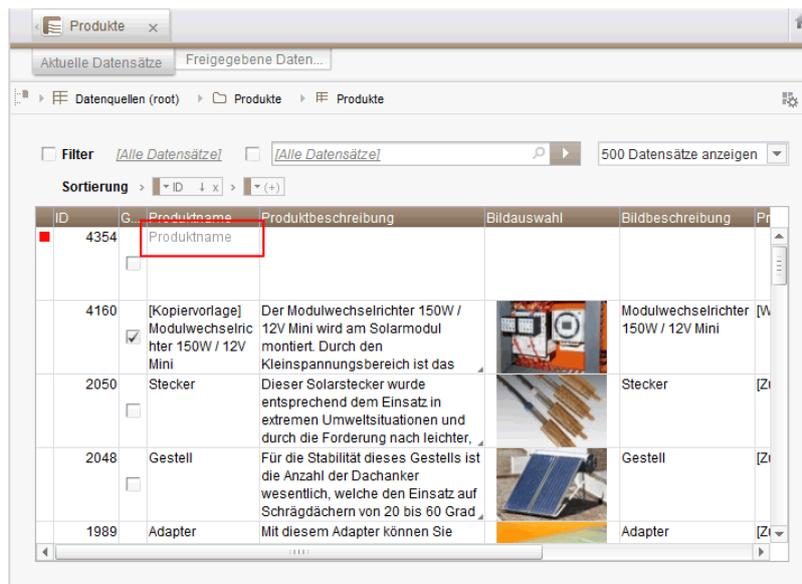 Produkte x
Aktuelle Datensätze Freigegebene Daten...
Datenquellen (root) Produkte Produkte
Filter [Alle Datensätze] [Alle Datensätze] 500 Datensätze anzeigen
Sortierung > ID ↓ x > (+)
ID G... Produktname Produktbeschreibung Bildauswahl Bildbeschreibung Pr
4354 Produktname
4160 [Kopiervorlage] Der Modulwechselrichter 150W / Modulwechselrichter [W
Modulwechselric 12V Mini wird am Solarmodul 150W / 12V Mini
hter 150W / 12V montiert. Durch den
Mini Kleinspannungsbereich ist das
2050 Stecker Dieser Solarstecker wurde Stecker [Zu
entsprechend dem Einsatz in
extremen Umweltsituationen und
durch die Forderung nach leichter,
2048 Gestell Für die Stabilität dieses Gestells ist Gestell [Zu
die Anzahl der Dachanker
wesentlich, welche den Einsatz auf
Schrägdächern von 20 bis 60 Grad
1989 Adapter Mit diesem Adapter können Sie Adapter [Zu